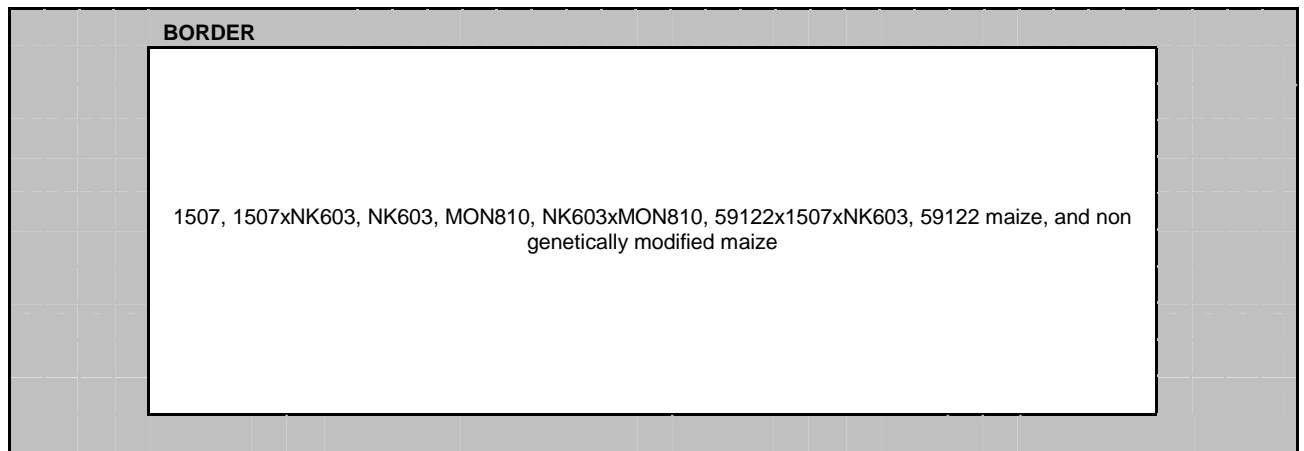 BORDER
1507, 1507xNK603, NK603, MON810, NK603xMON810, 59122x1507xNK603, 59122 maize, and non
genetically modified maize